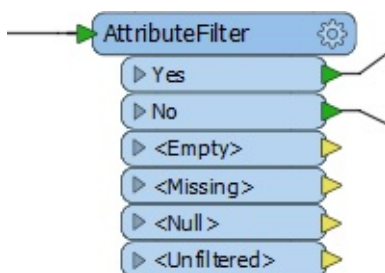 AttributeFilter
Yes
No
<Empty>
<Missing>
<Null>
<Unfiltered>